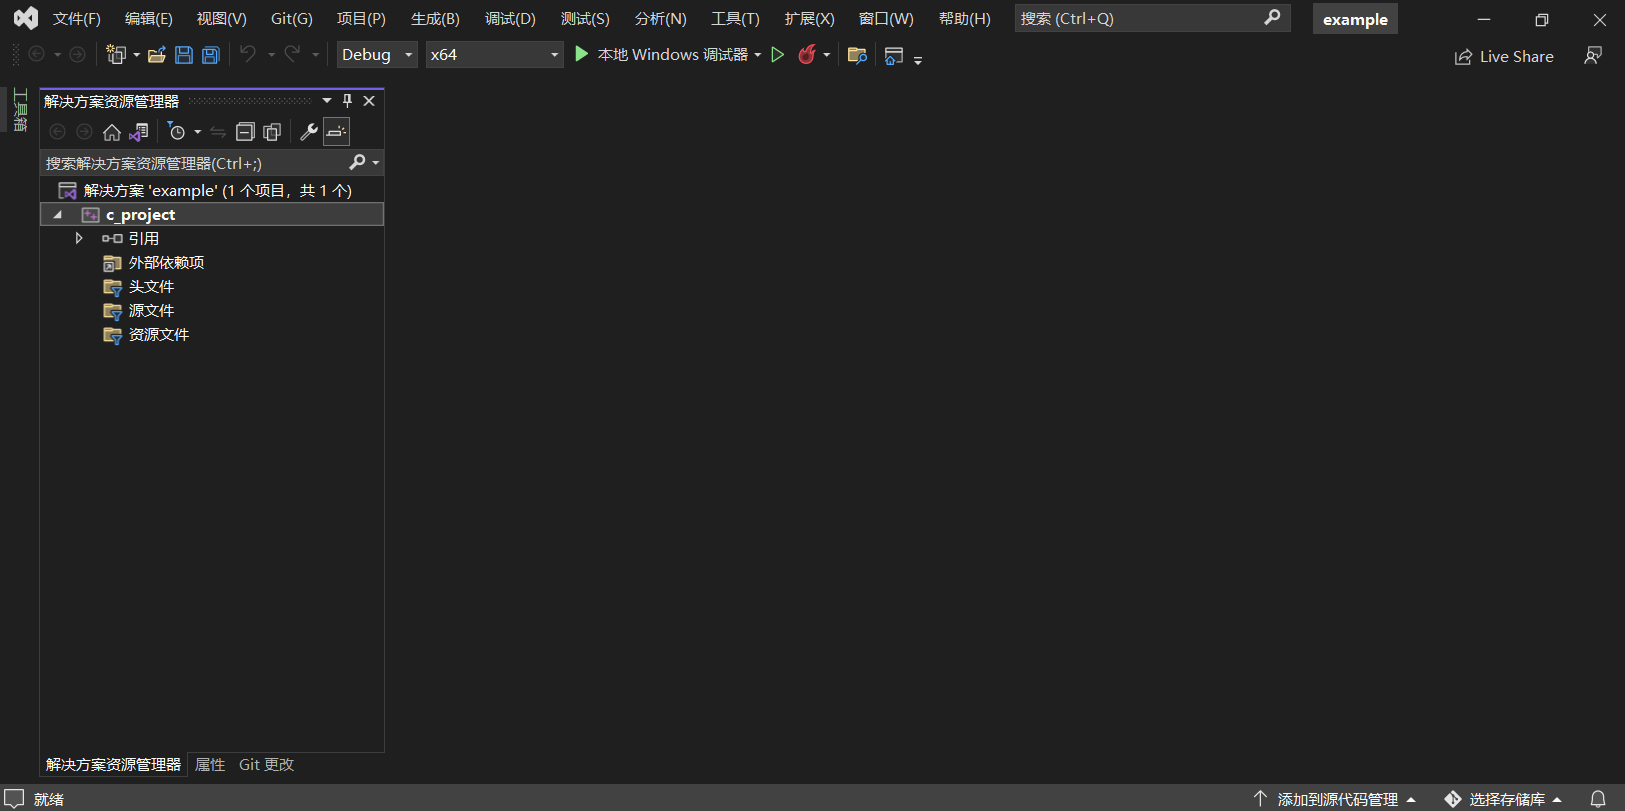 文件(F) 编辑(E) 视图(V) Git(G) 项目(P) 生成(B) 调试(D) 测试(S) 分析(N) 工具(T) 扩展(X) 窗口(W) 帮助(H) 搜索 (Ctrl+Q) example
Debug x64 本地 Windows 调试器 Live Share
工具箱
解决方案资源管理器
搜索解决方案资源管理器(Ctrl+;)
解决方案 'example' (1 个项目，共 1 个)
c_project
引用
外部依赖项
头文件
源文件
资源文件
解决方案资源管理器 属性 Git 更改
就绪 添加到源代码管理 选择存储库